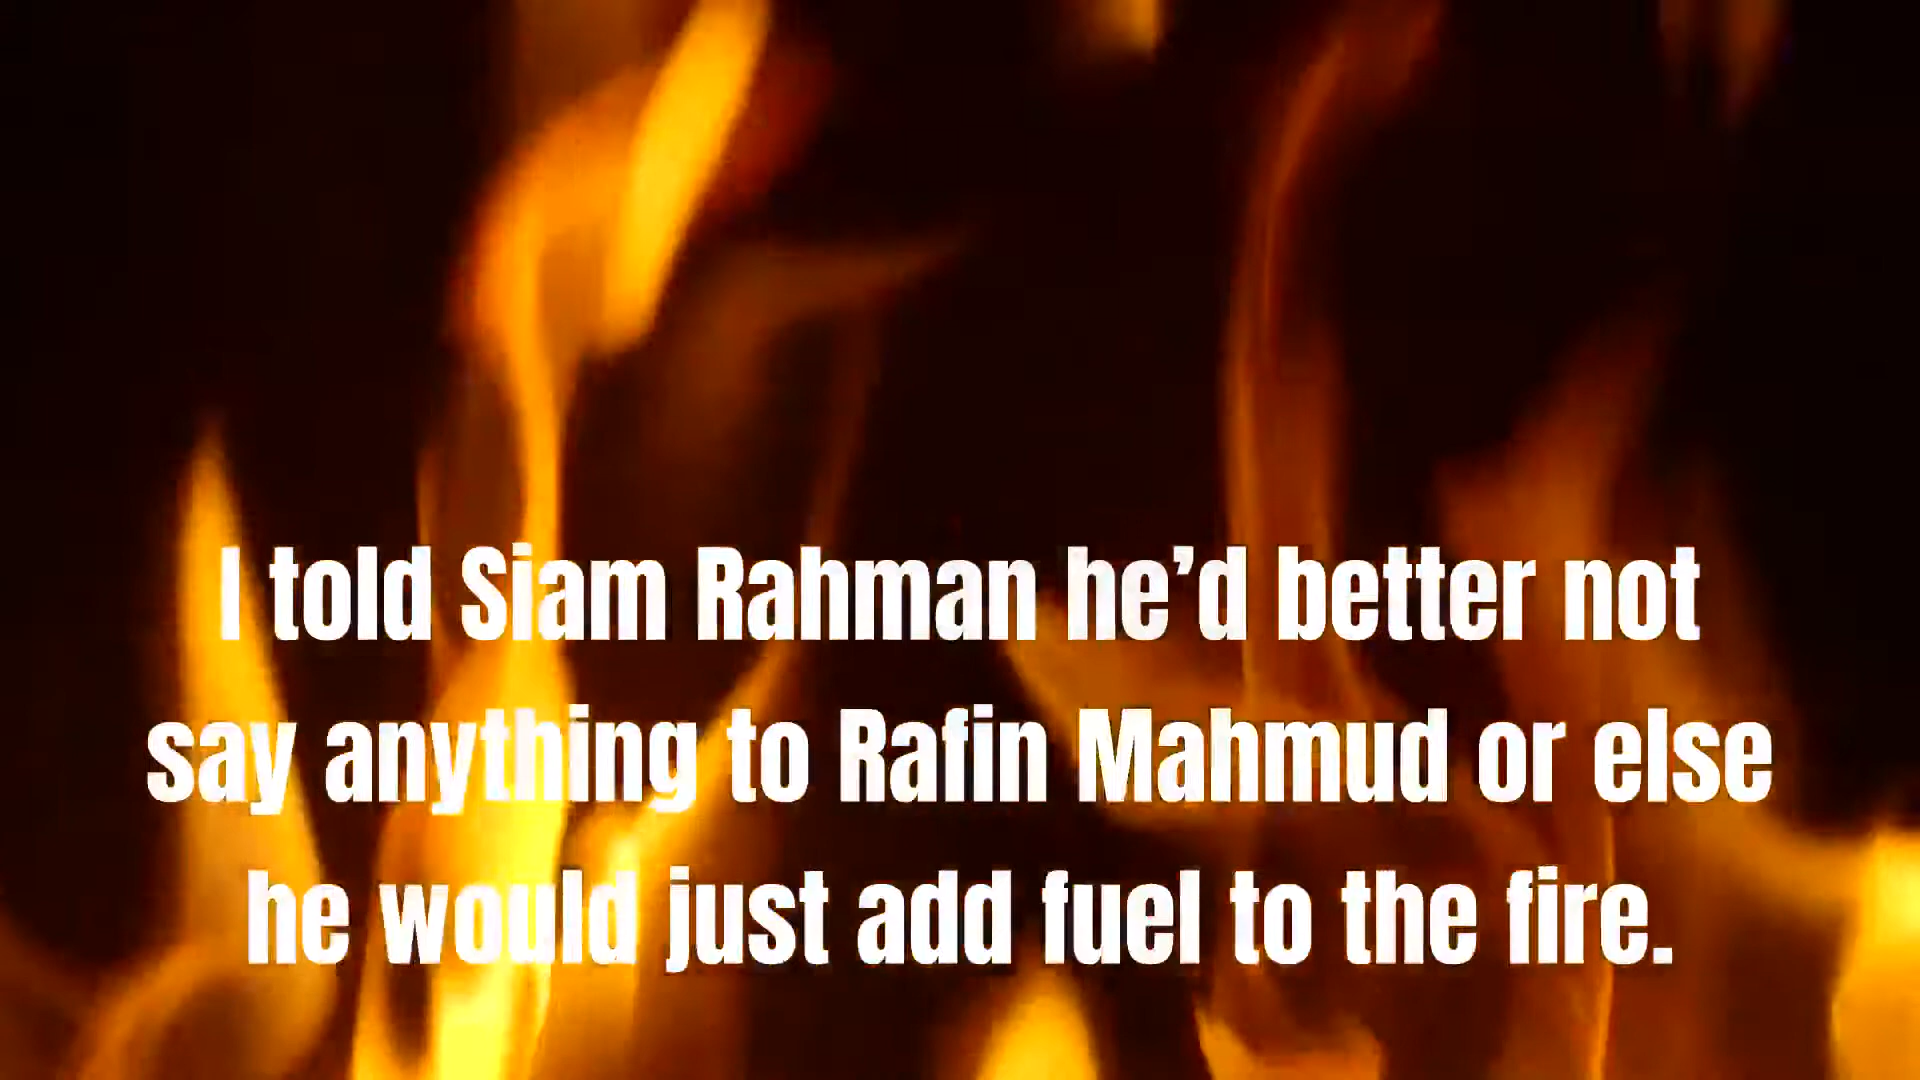 I told Siam Rahman he’d better not
say anything to Rafin Mahmud or else
he would just add fuel to the fire.